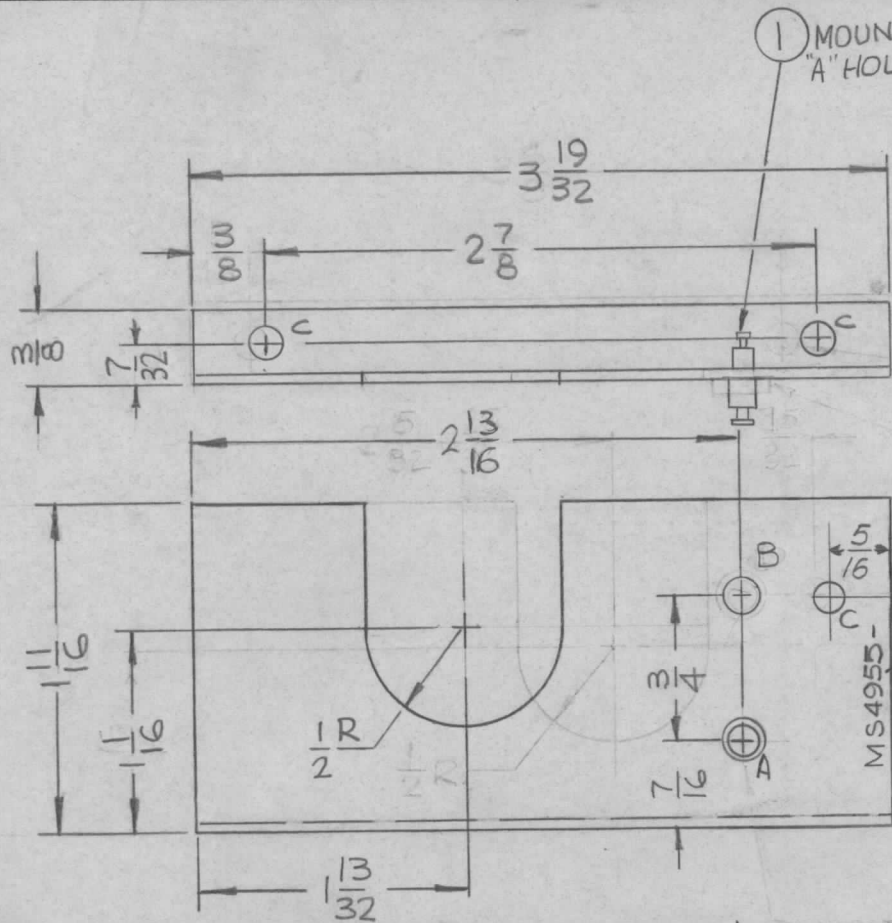 1 MOUN
"A" HOL
3 19/32
3/8
2 7/8
C
C
3/8
7/32
2 13/16
B
5/16
C
1 11/16
1 1/16
3/4
1/2 R
A
7/16
MS4955-
1 13/32